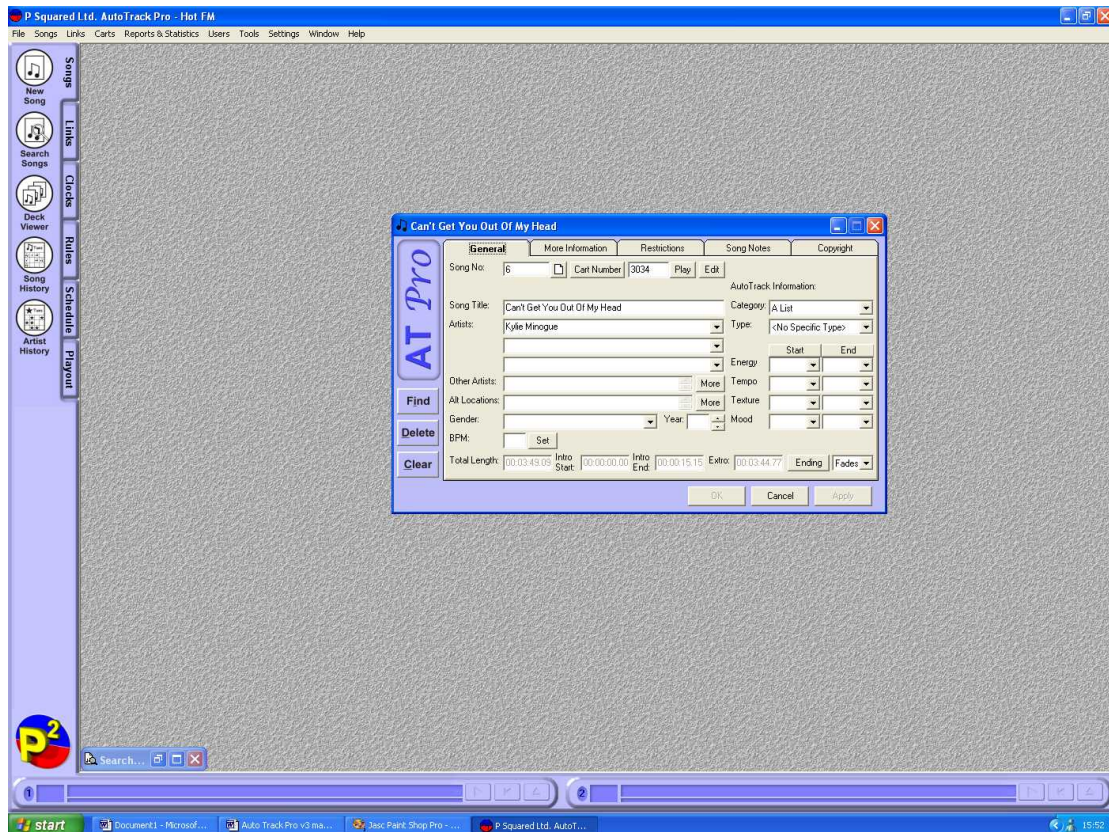 P Squared Ltd. AutoTrack Pro - Hot FM
File Songs Links Carts Reports & Statistics Users Tools Settings Window Help
New Song
Search Songs
Deck Viewer
Song History
Artist History
Songs
Links
Clocks
Rules
Schedule
Playout
Can't Get You Out Of My Head
AT Pro
Find
Delete
Clear
General More Information Restrictions Song Notes Copyright
Song No: 6 Cart Number 3034 Play Edit
AutoTrack Information:
Song Title: Can't Get You Out Of My Head Category: A List
Artists: Kylie Minogue Type: <No Specific Type>
Start End
Energy
Other Artists: More Tempo
Alt Locations: More Texture
Gender: Year: Mood
BPM: Set
Total Length: 00:03:49.09 Intro Start: 00:00:00.00 Intro End: 00:00:15.15 Extro: 00:03:44.77 Ending Fades
OK Cancel Apply
P2
Search...
1 2
start Document1 - Microsof... Auto Track Pro v3 ma... Jasc Paint Shop Pro - ... P Squared Ltd. AutoT... 15:52